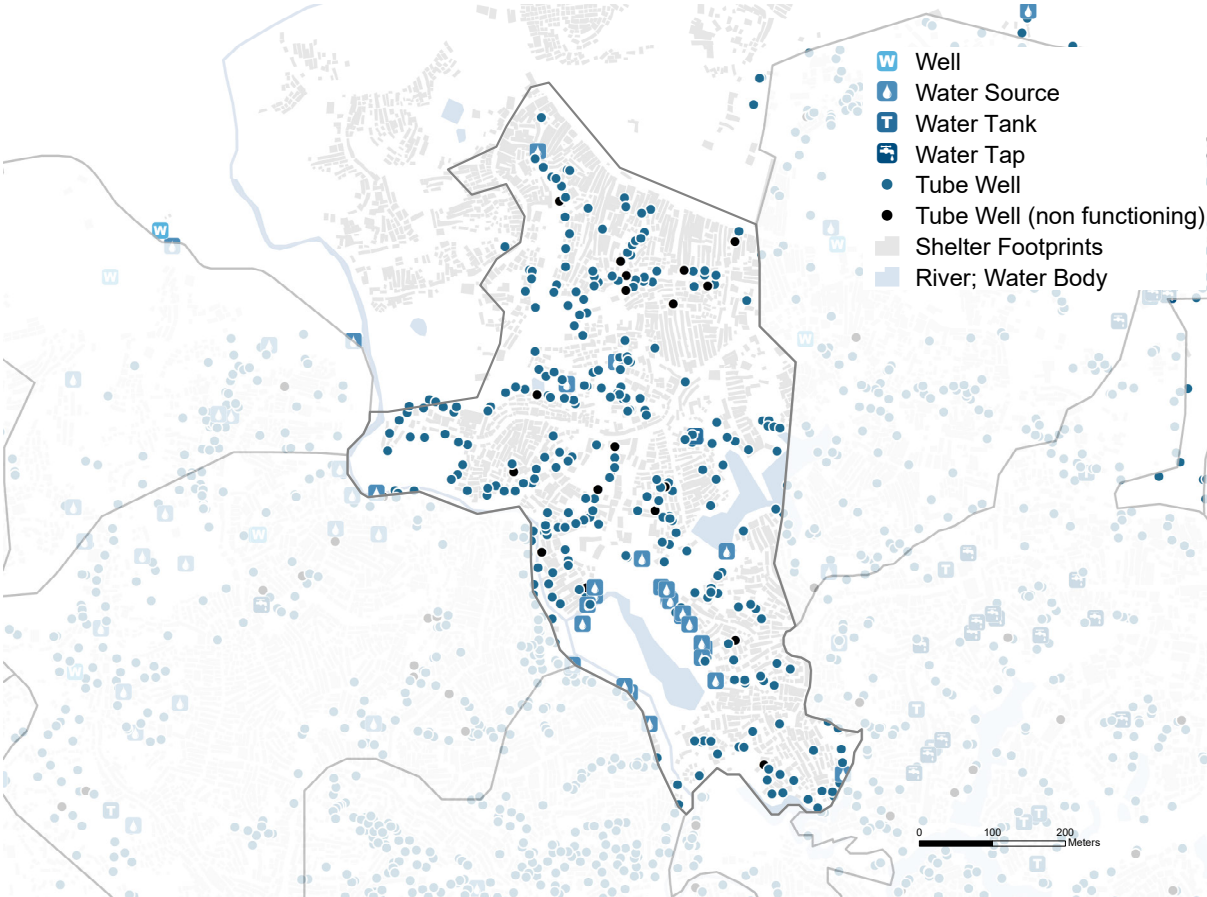 Well
Water Source
Water Tank
Water Tap
Tube Well
Tube Well (non functioning)
Shelter Footprints
River; Water Body
0 100 200
Meters